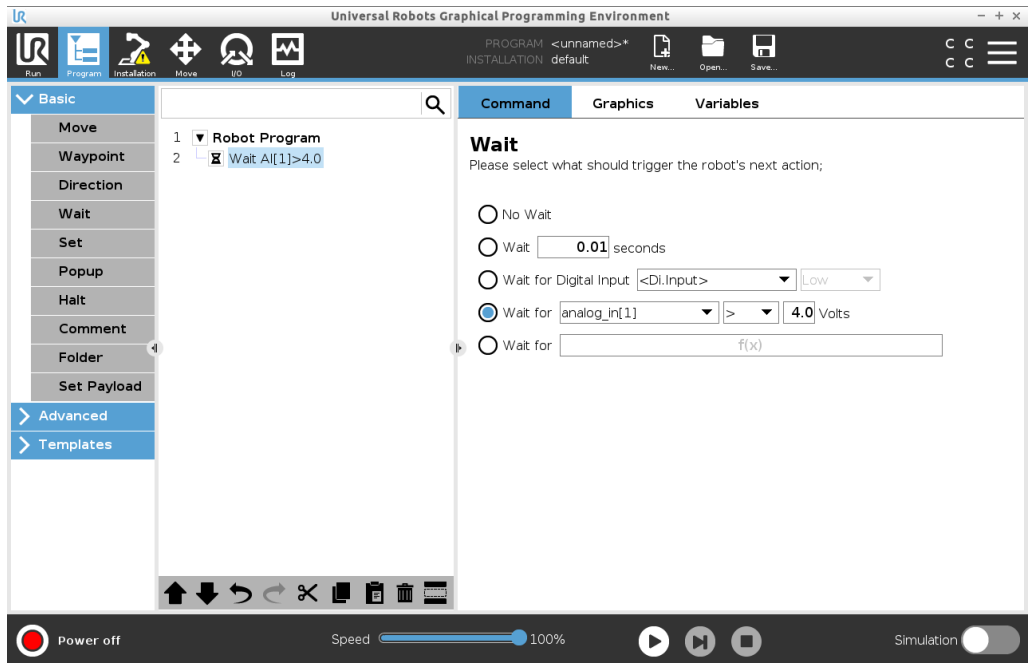 UR
Universal Robots Graphical Programming Environment
UR
Run
Program
Installation
Move
I/O
Log
PROGRAM <unnamed>*
INSTALLATION default
New...
Open...
Save...
C C
C C
Basic
Move
Waypoint
Direction
Wait
Set
Popup
Halt
Comment
Folder
Set Payload
Advanced
Templates
1 Robot Program
2 Wait AI[1]>4.0
Command Graphics Variables
Wait
Please select what should trigger the robot's next action;
No Wait
Wait 0.01 seconds
Wait for Digital Input <Di.Input> Low
Wait for analog_in[1] > 4.0 Volts
Wait for f(x)
Power off
Speed 100%
Simulation